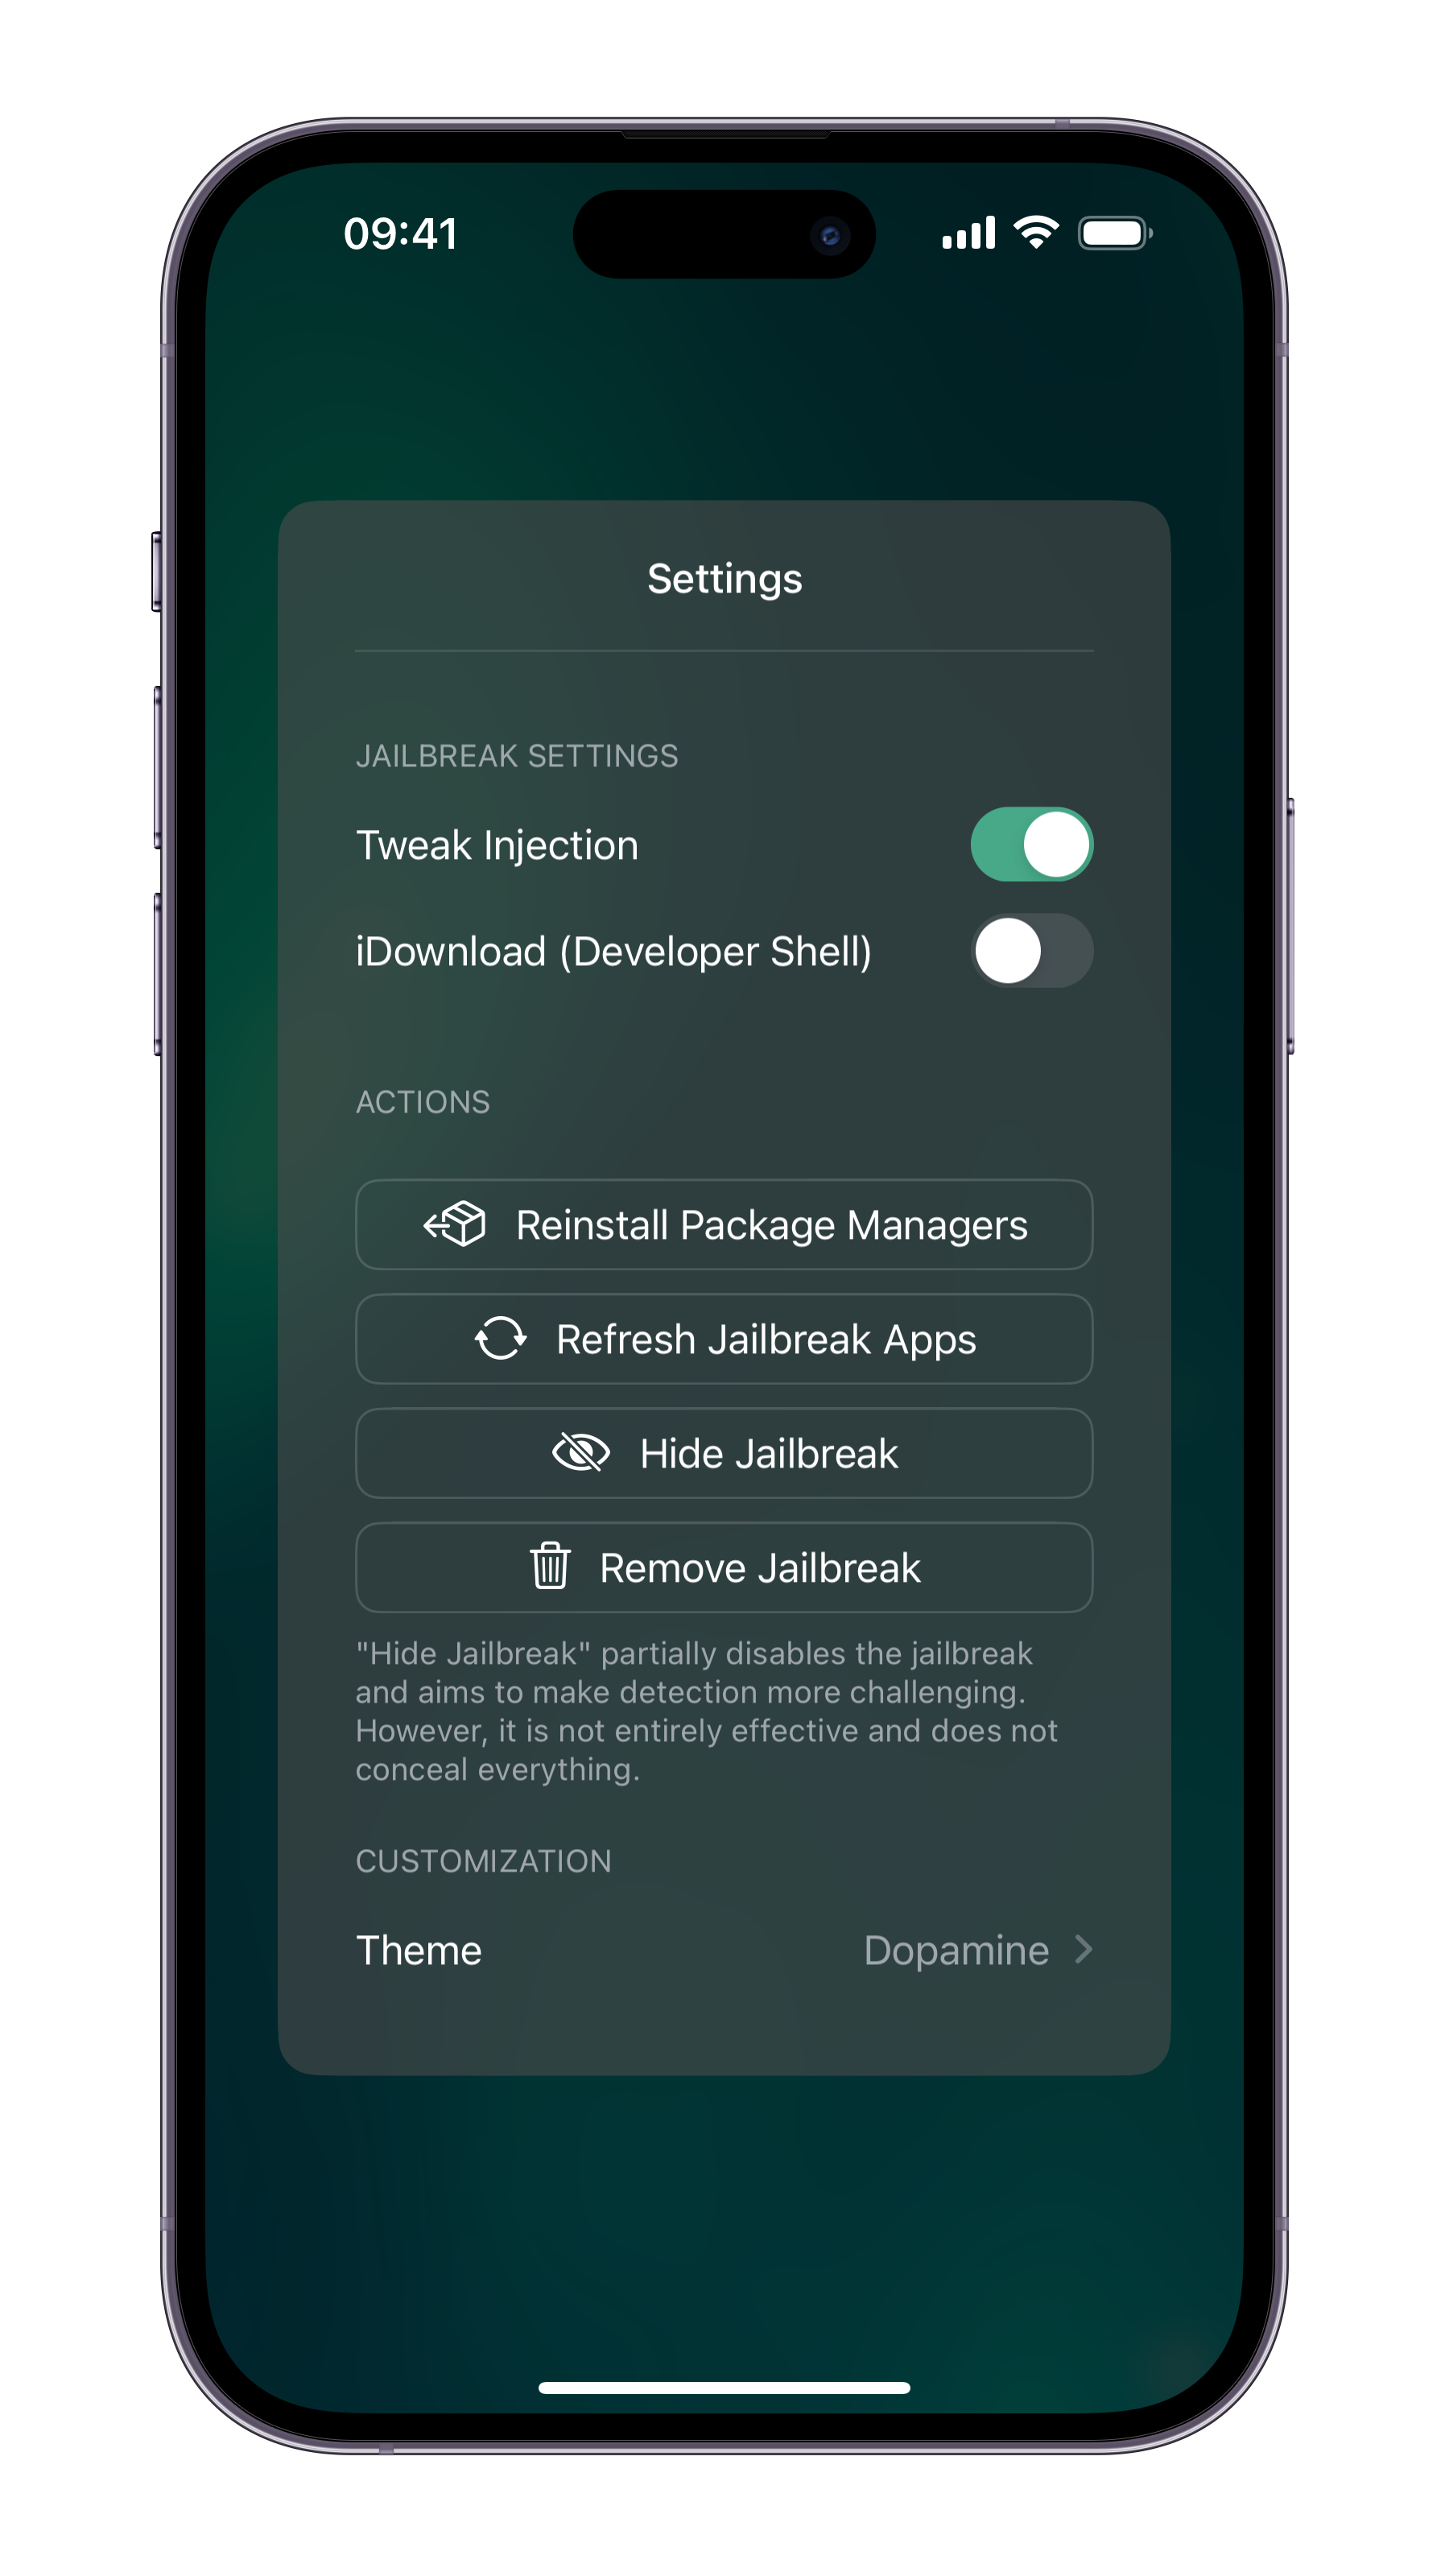 09:41
Settings
JAILBREAK SETTINGS
Tweak Injection
iDownload (Developer Shell)
ACTIONS
Reinstall Package Managers
Refresh Jailbreak Apps
Hide Jailbreak
Remove Jailbreak
"Hide Jailbreak" partially disables the jailbreak
and aims to make detection more challenging.
However, it is not entirely effective and does not
conceal everything.
CUSTOMIZATION
Theme Dopamine